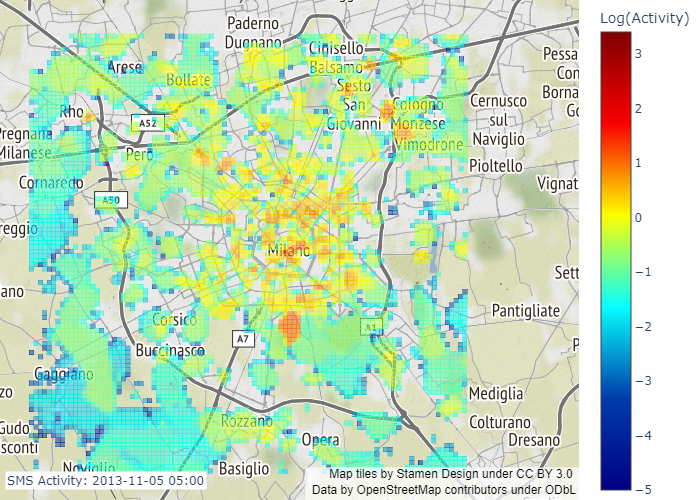 Log(Activity)
Paderno
Dugnano
Cinisello
Balsamo
Arese
Bollate
Sesto
San
Giovanni
Cologno
Monzese
Vimodrone
Cernusco
sul
Naviglio
Pessa
Con
Borna
Go
Rho
A52
Pregnana
Milanese
Pero
Pioltello
Cornaredo
Vignat
A50
reggio
Milano
Sett
ano
Pantigliate
Corsico
A7
A1
Buccinasco
P
Gaggiano
zo
Mediglia
Rozzano
Colturano
Gudo
sconti
Opera
Dresano
Noviglio
Basiglio
3
2
1
0
−1
−2
−3
−4
−5
SMS Activity: 2013-11-05 05:00
Map tiles by Stamen Design under CC BY 3.0
Data by OpenStreetMap contributors under ODbL